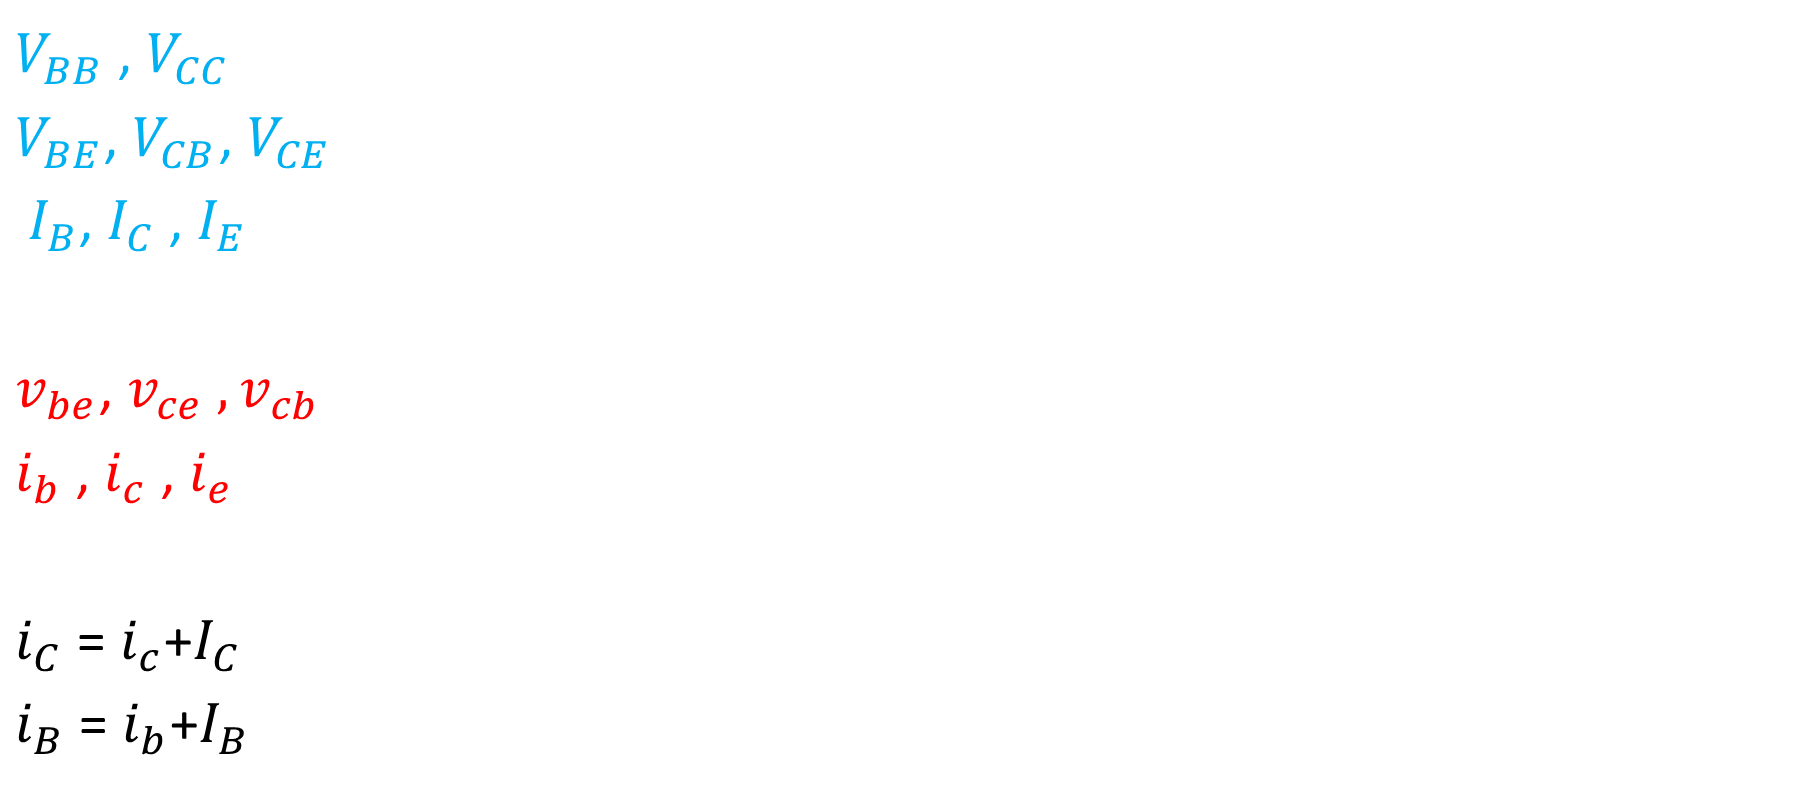 V_BB , V_CC
V_BE, V_CB, V_CE
I_B, I_C , I_E
v_be, v_ce , v_cb
i_b , i_c , i_e
i_C = i_c+I_C
i_B = i_b+I_B